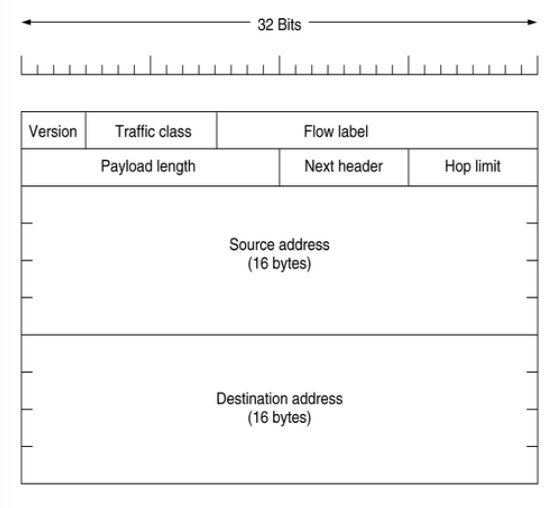 32 Bits
Version Traffic class Flow label
Payload length Next header Hop limit
Source address
(16 bytes)
Destination address
(16 bytes)